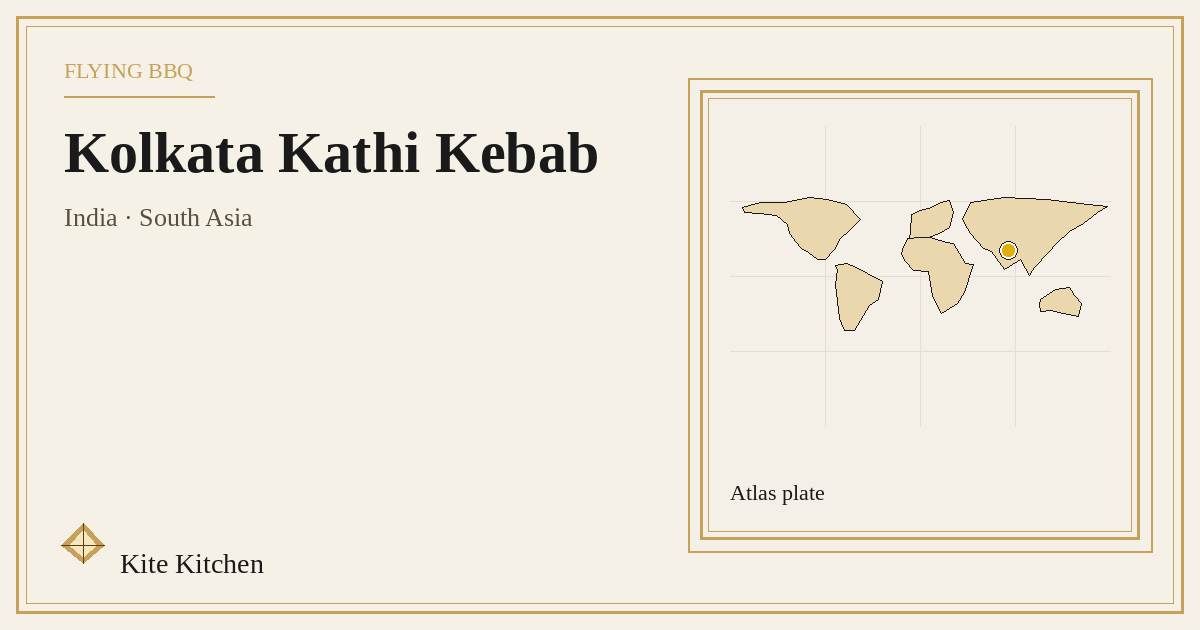 FLYING BBQ
Kolkata Kathi Kebab
India · South Asia
Atlas plate
Kite Kitchen